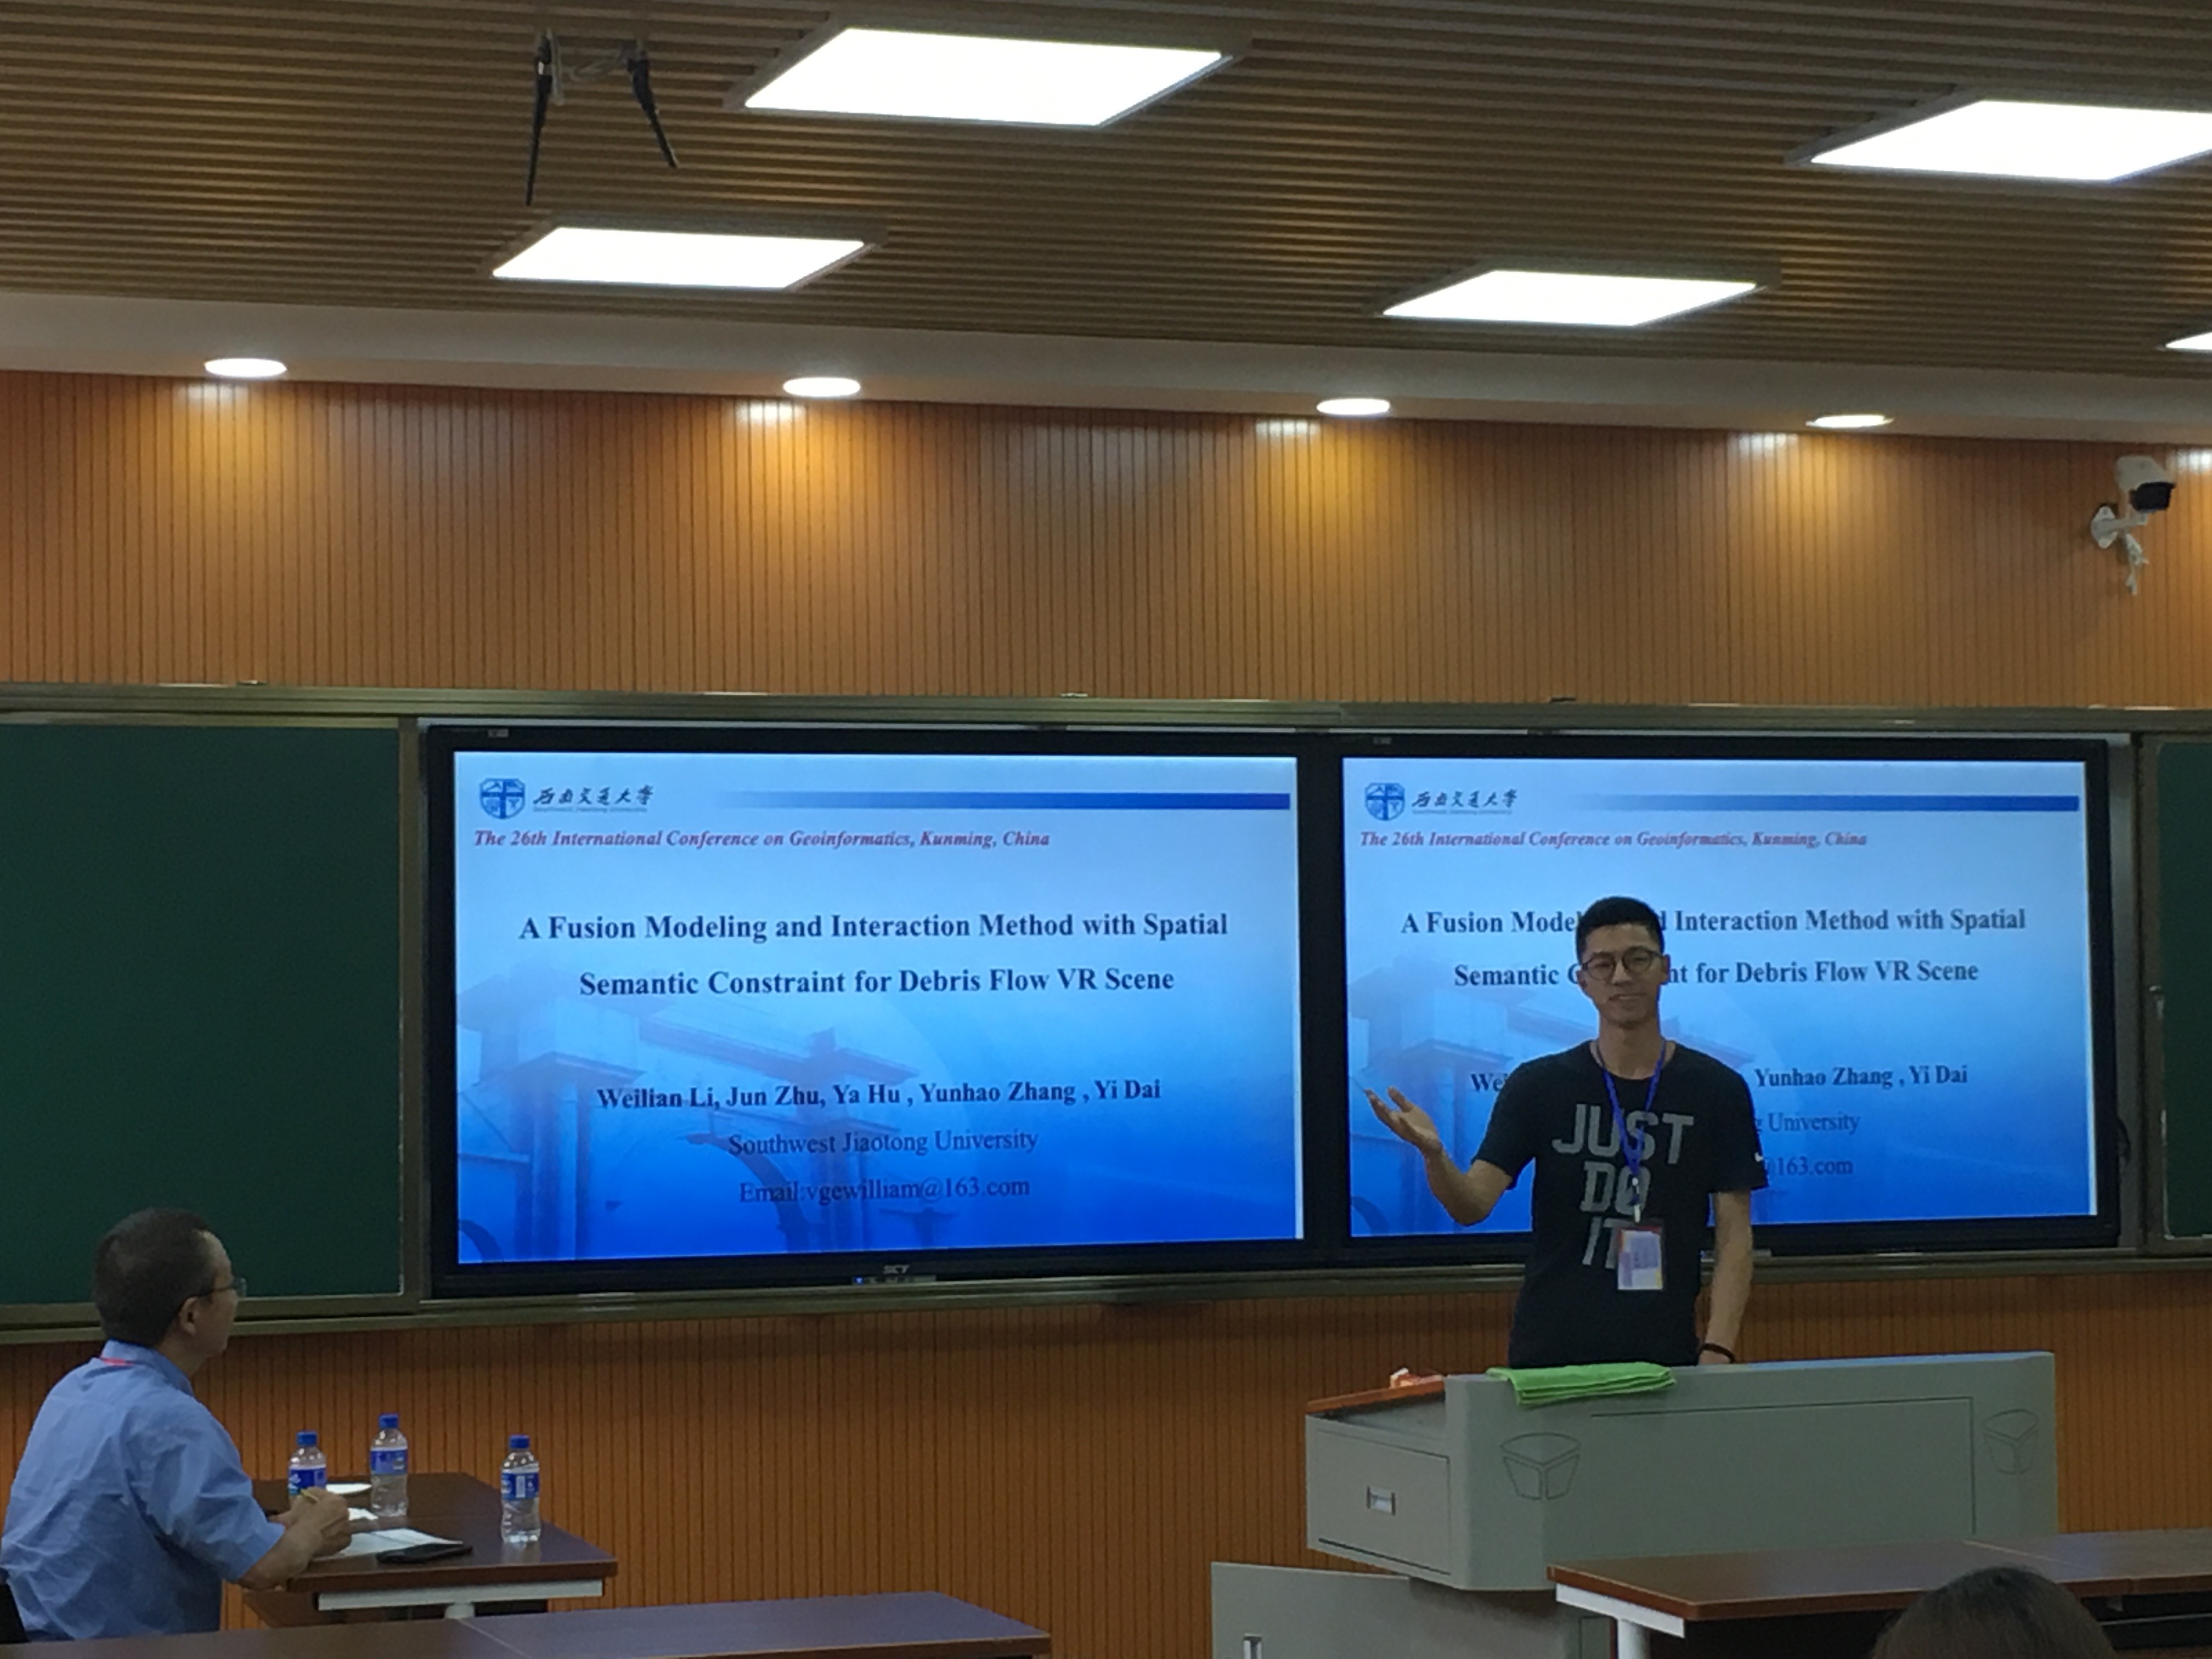 西南交通大学
The 26th International Conference on Geoinformatics, Kunming, China
A Fusion Modeling and Interaction Method with Spatial
Semantic Constraint for Debris Flow VR Scene
Weilian Li, Jun Zhu, Ya Hu , Yunhao Zhang , Yi Dai
Southwest Jiaotong University
Email:vgewilliam@163.com
SCT
西南交通大学
The 26th International Conference on Geoinformatics, Kunming, China
A Fusion Mode d Interaction Method with Spatial
Semantic C nt for Debris Flow VR Scene
Wei Yunhao Zhang , Yi Dai
University
@163.com
JUST
DO
IT